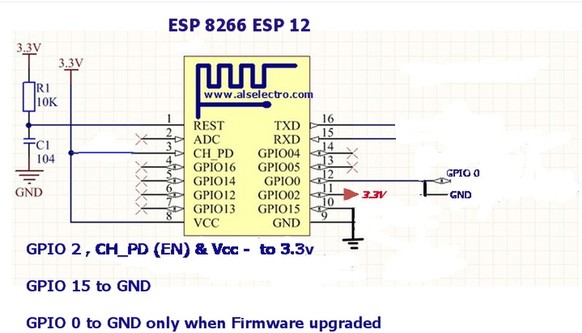 ESP 8266 ESP 12
3.3V
3.3V
R1
10K
C1
104
GND
www.alselectro.com
1 REST TXD 16
2 ADC RXD 15
3 CH_PD GPIO04 14
4 GPIO16 GPIO05 13
5 GPIO14 GPIO0 12 GPIO 0
6 GPIO12 GPIO02 11 3.3V GND
7 GPIO13 GPIO15 10
8 VCC GND 9
GPIO 2 , CH_PD (EN) & Vcc - to 3.3v
GPIO 15 to GND
GPIO 0 to GND only when Firmware upgraded